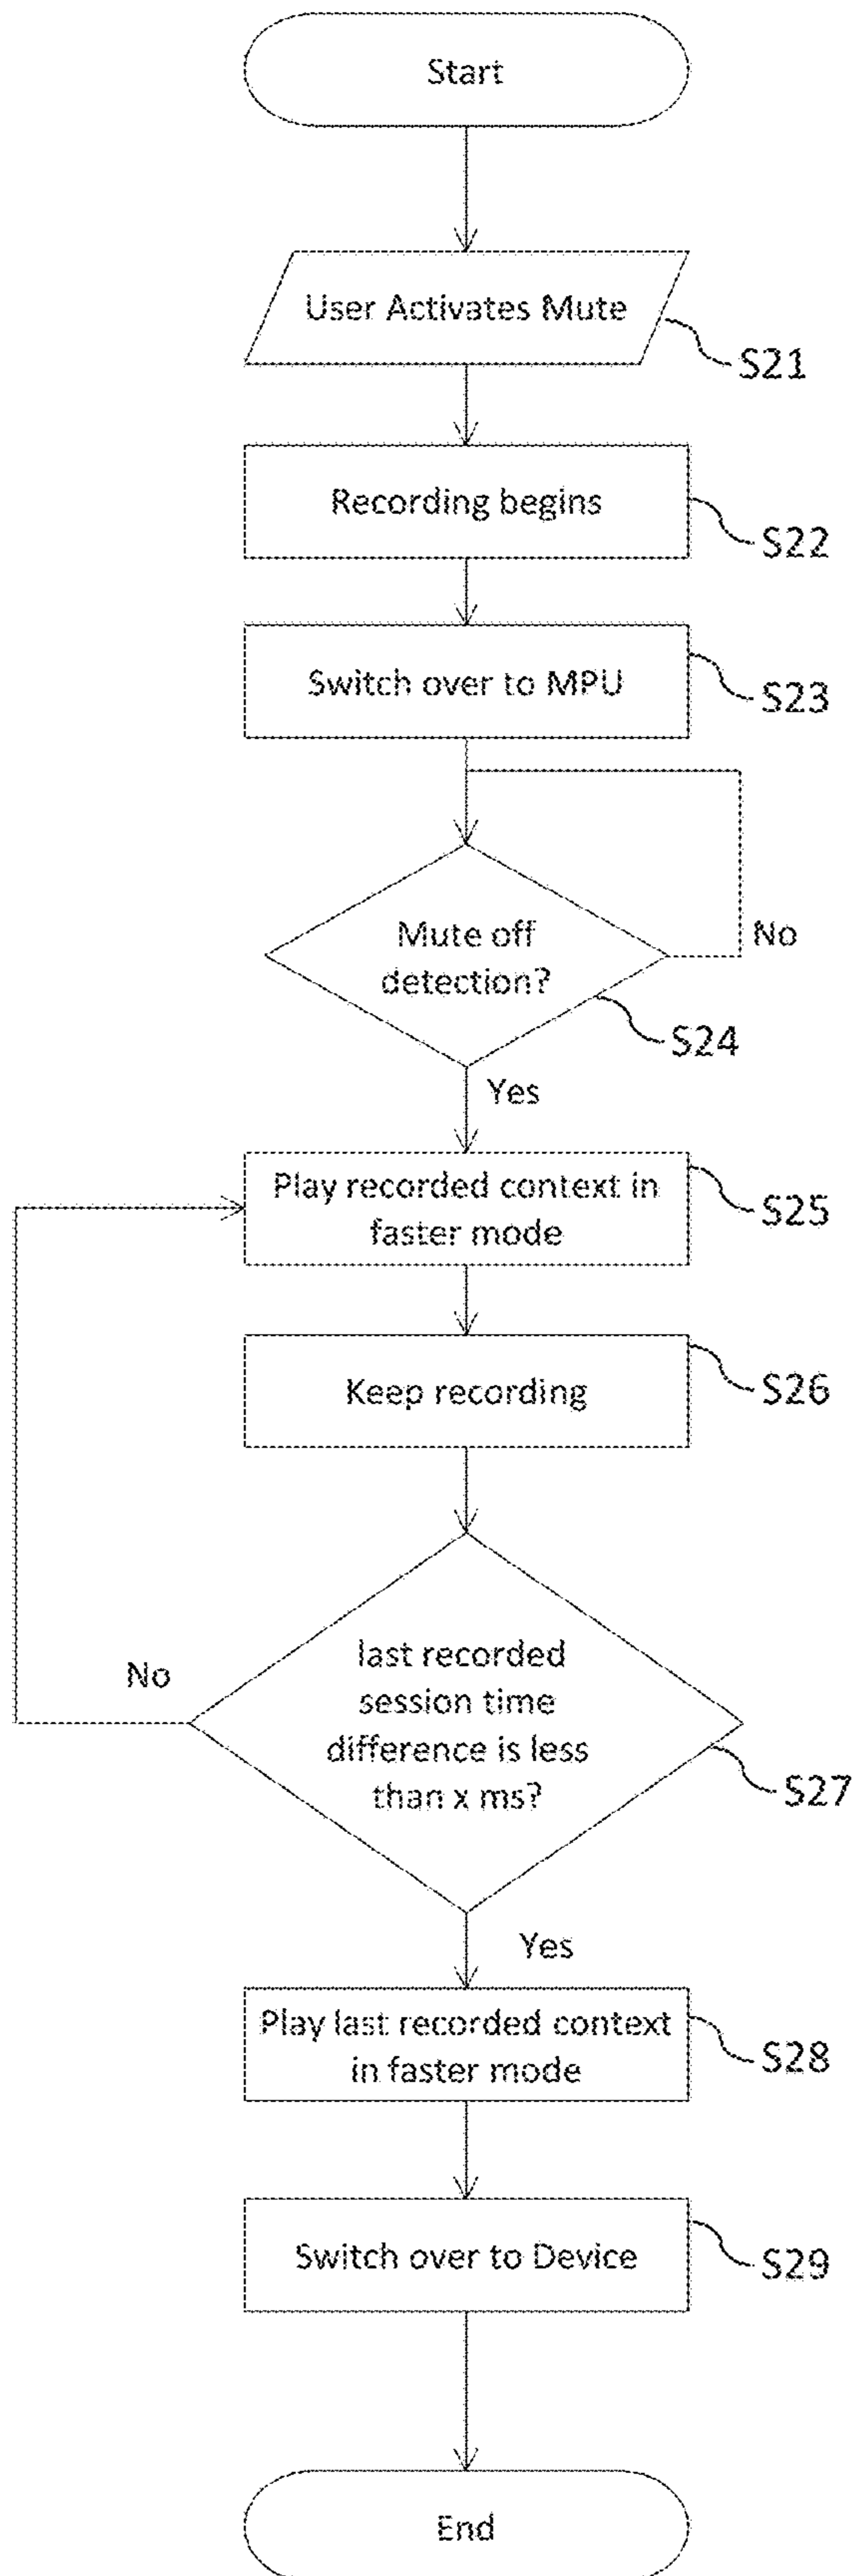 Start
User Activates Mute
S21
Recording begins
S22
Switch over to MPU
S23
Mute off
detection?
No
S24
Yes
Play recorded context in
faster mode
S25
Keep recording
S26
last recorded
session time
difference is less
than x ms?
No
S27
Yes
Play last recorded context
in faster mode
S28
Switch over to Device
S29
End